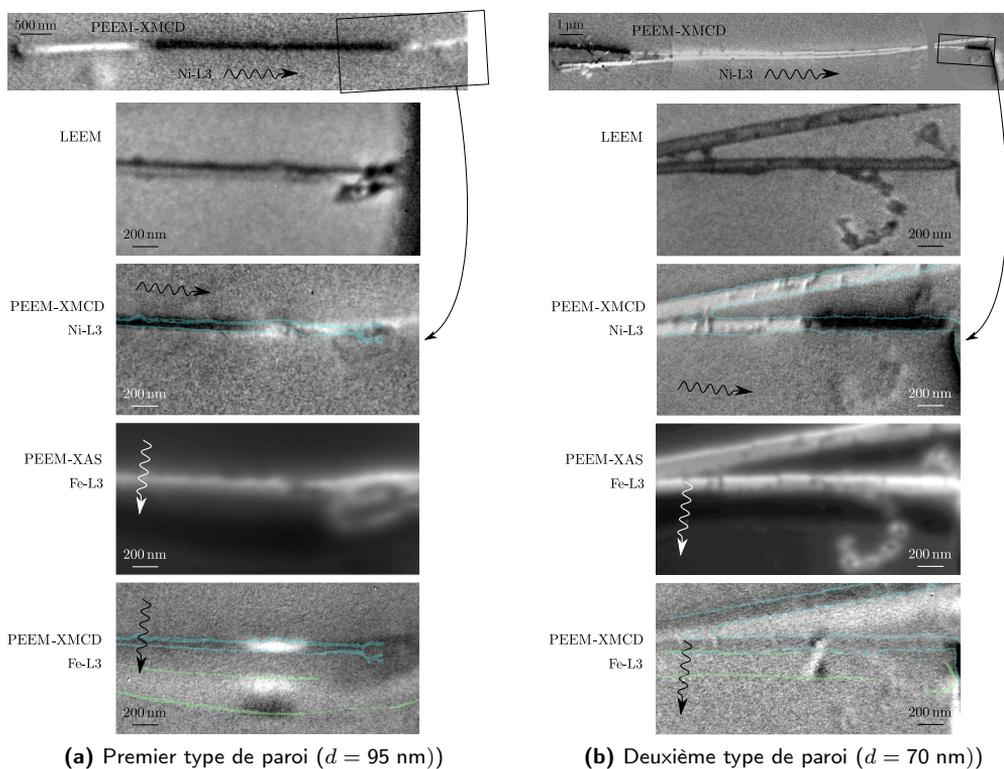 500 nm
PEEM-XMCD
Ni-L3
LEEM
200 nm
PEEM-XMCD
Ni-L3
200 nm
PEEM-XAS
Fe-L3
200 nm
PEEM-XMCD
Fe-L3
200 nm
(a) Premier type de paroi (d = 95 nm))
1 µm
PEEM-XMCD
Ni-L3
LEEM
200 nm
PEEM-XMCD
Ni-L3
200 nm
PEEM-XAS
Fe-L3
200 nm
PEEM-XMCD
Fe-L3
200 nm
(b) Deuxième type de paroi (d = 70 nm))